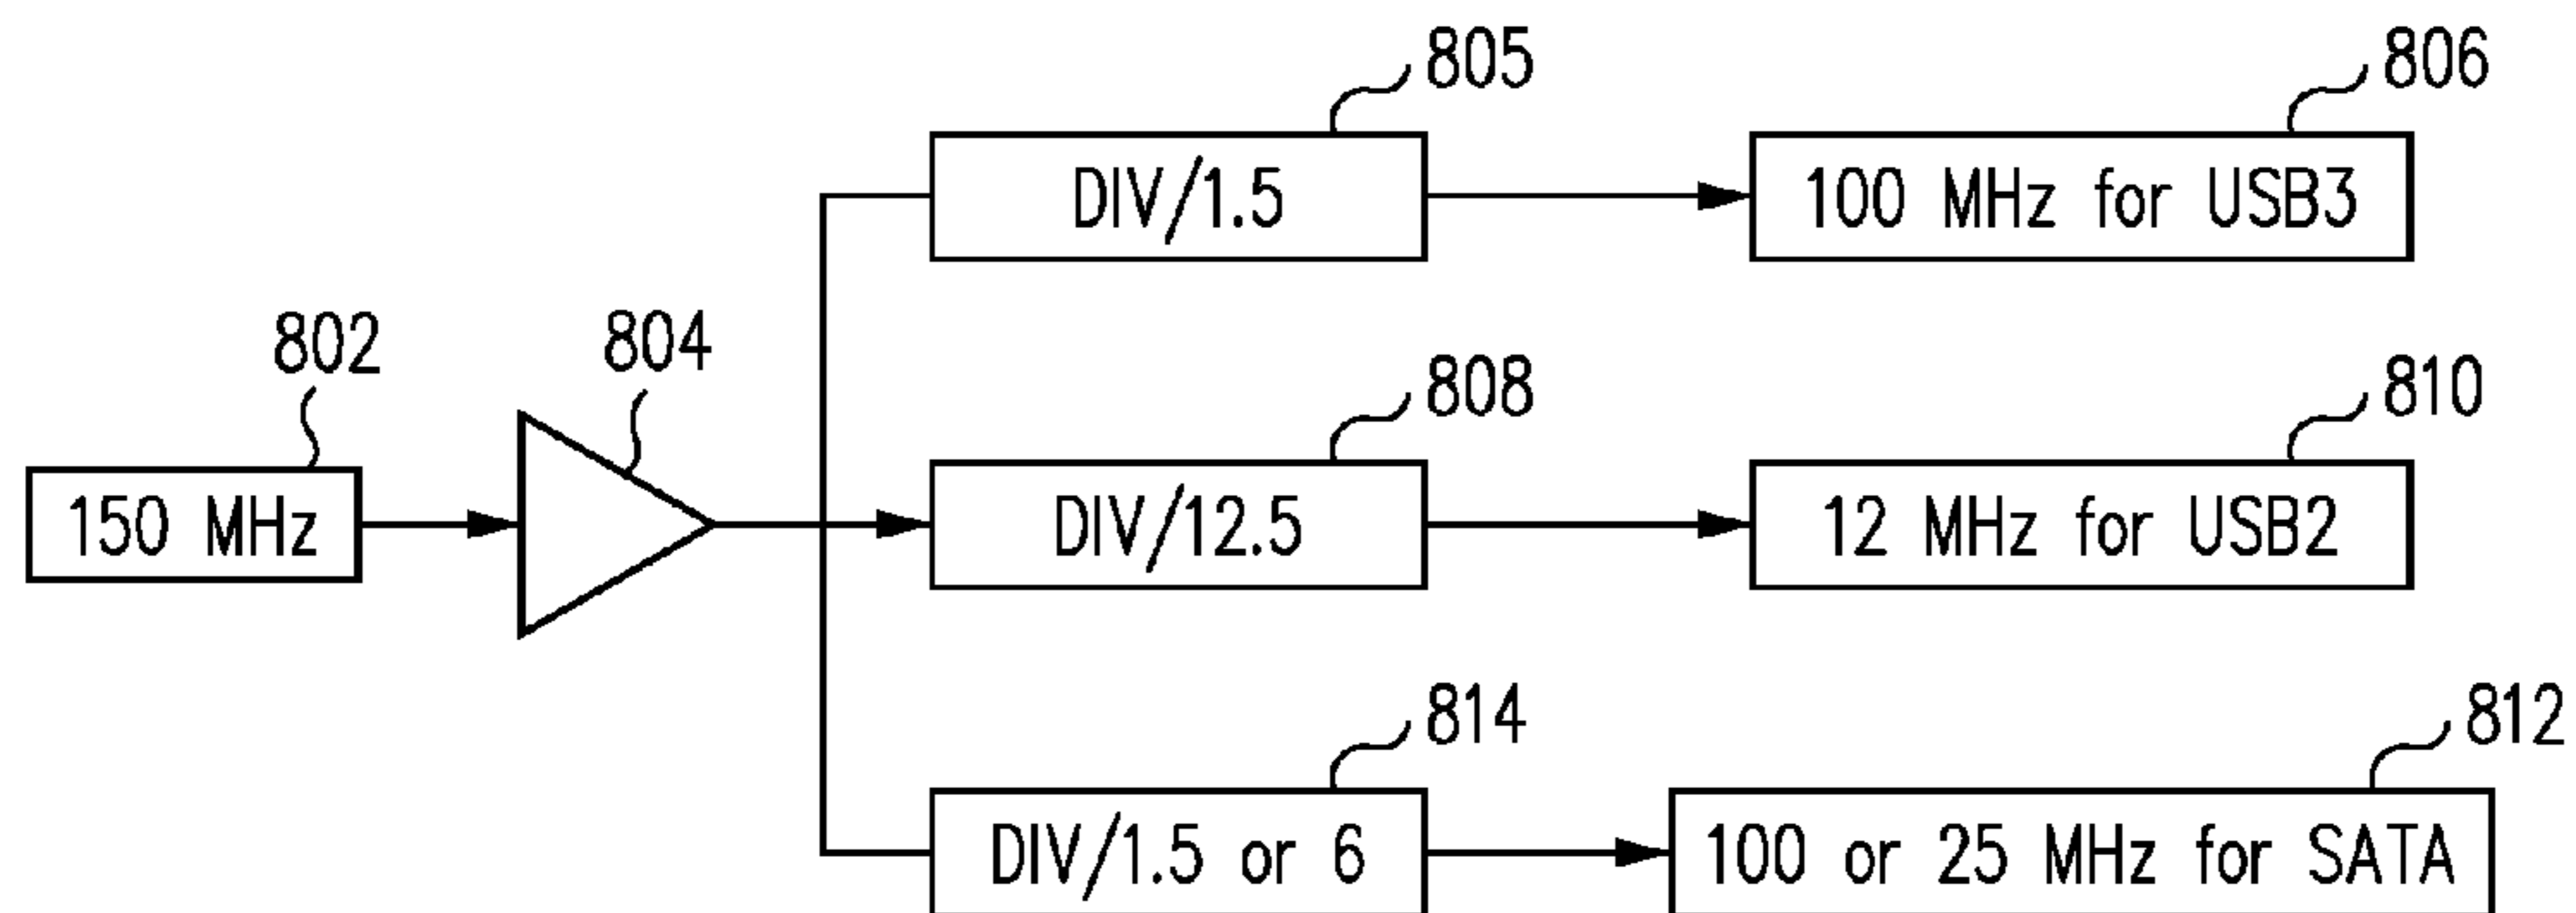 805
806
DIV/1.5
100 MHz for USB3
802
804
808
810
150 MHz
DIV/12.5
12 MHz for USB2
814
812
DIV/1.5 or 6
100 or 25 MHz for SATA